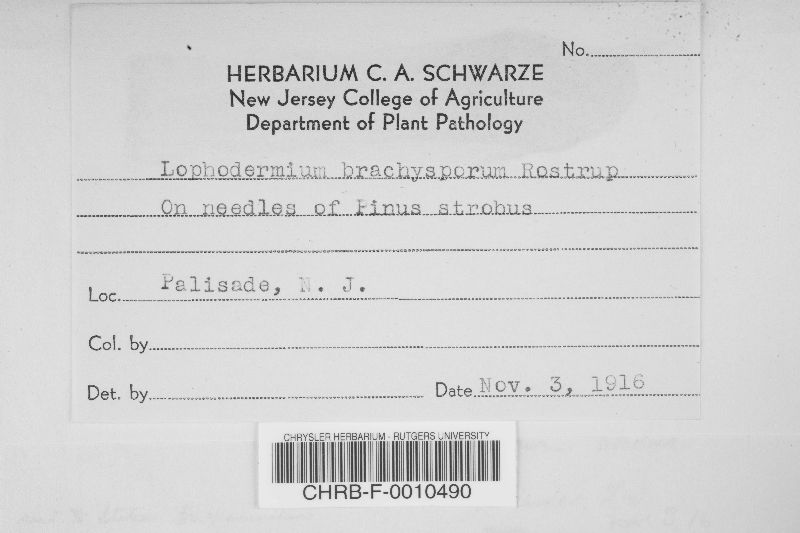 No.
HERBARIUM C. A. SCHWARZE
New Jersey College of Agriculture
Department of Plant Pathology
Lophodermium brachysporum Rostrup
On needles of Pinus strobus
Loc. Palisade, N. J.
Col. by
Det. by Date Nov. 3, 1916
CHRYSLER HERBARIUM - RUTGERS UNIVERSITY
CHRB-F-0010490